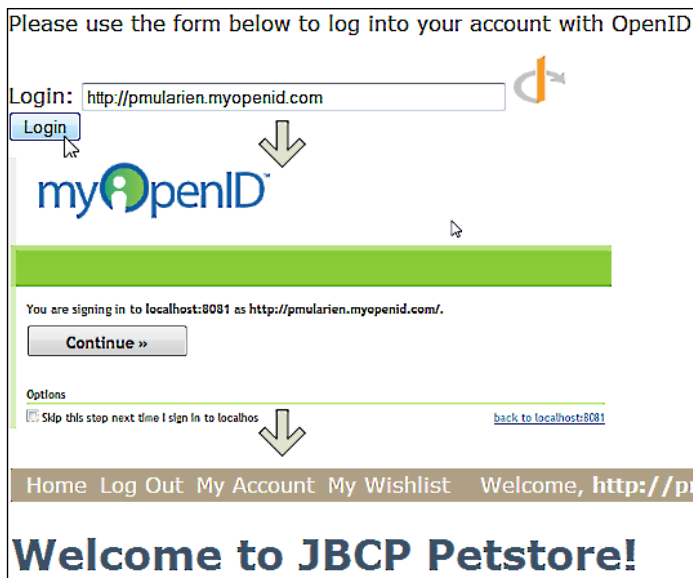 Please use the form below to log into your account with OpenID
Login: http://pmularien.myopenid.com
Login
myOpenID™
You are signing in to localhost:8081 as http://pmularien.myopenid.com/.
Continue »
Options
Skip this step next time I sign in to localhos
back to localhost:8081
Home Log Out My Account My Wishlist Welcome, http://p
Welcome to JBCP Petstore!